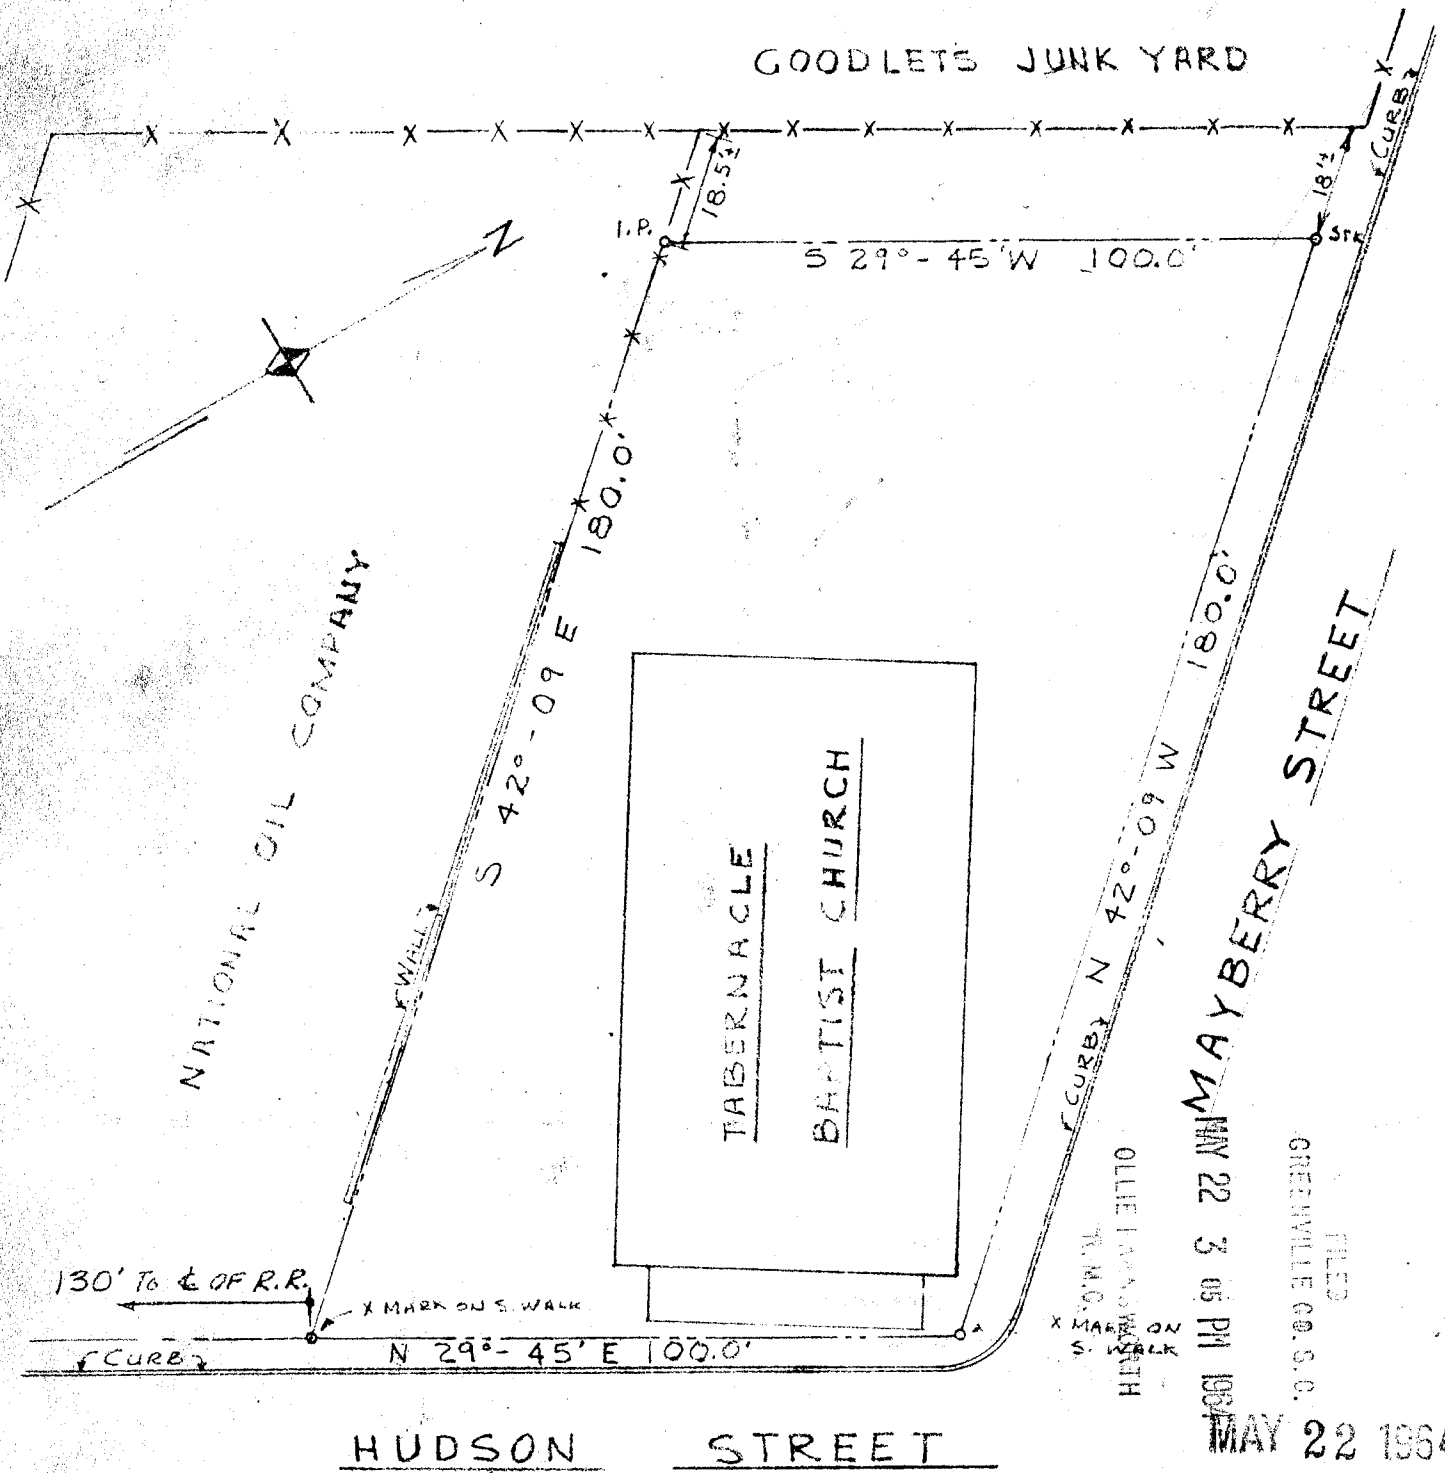 GOODLETS JUNK YARD
CURB
18.5'±
18'±
I.P.
STK
S 29°-45'W 100.0'
N
180.0'
S 42°-09 E
NATIONAL OIL COMPANY
WALL
180.0'
N 42°-09 W
CURB
MAYBERRY STREET
TABERNACLE
BAPTIST CHURCH
130' To ℄ OF R.R.
X MARK ON S. WALK
X MARK ON
S. WALK
CURB
N 29°-45' E 100.0'
HUDSON STREET
FILED
GREENVILLE CO. S.C.
MAY 22 3 05 PM 1964
OLLIE
R.M.C.
MAY 22 1964